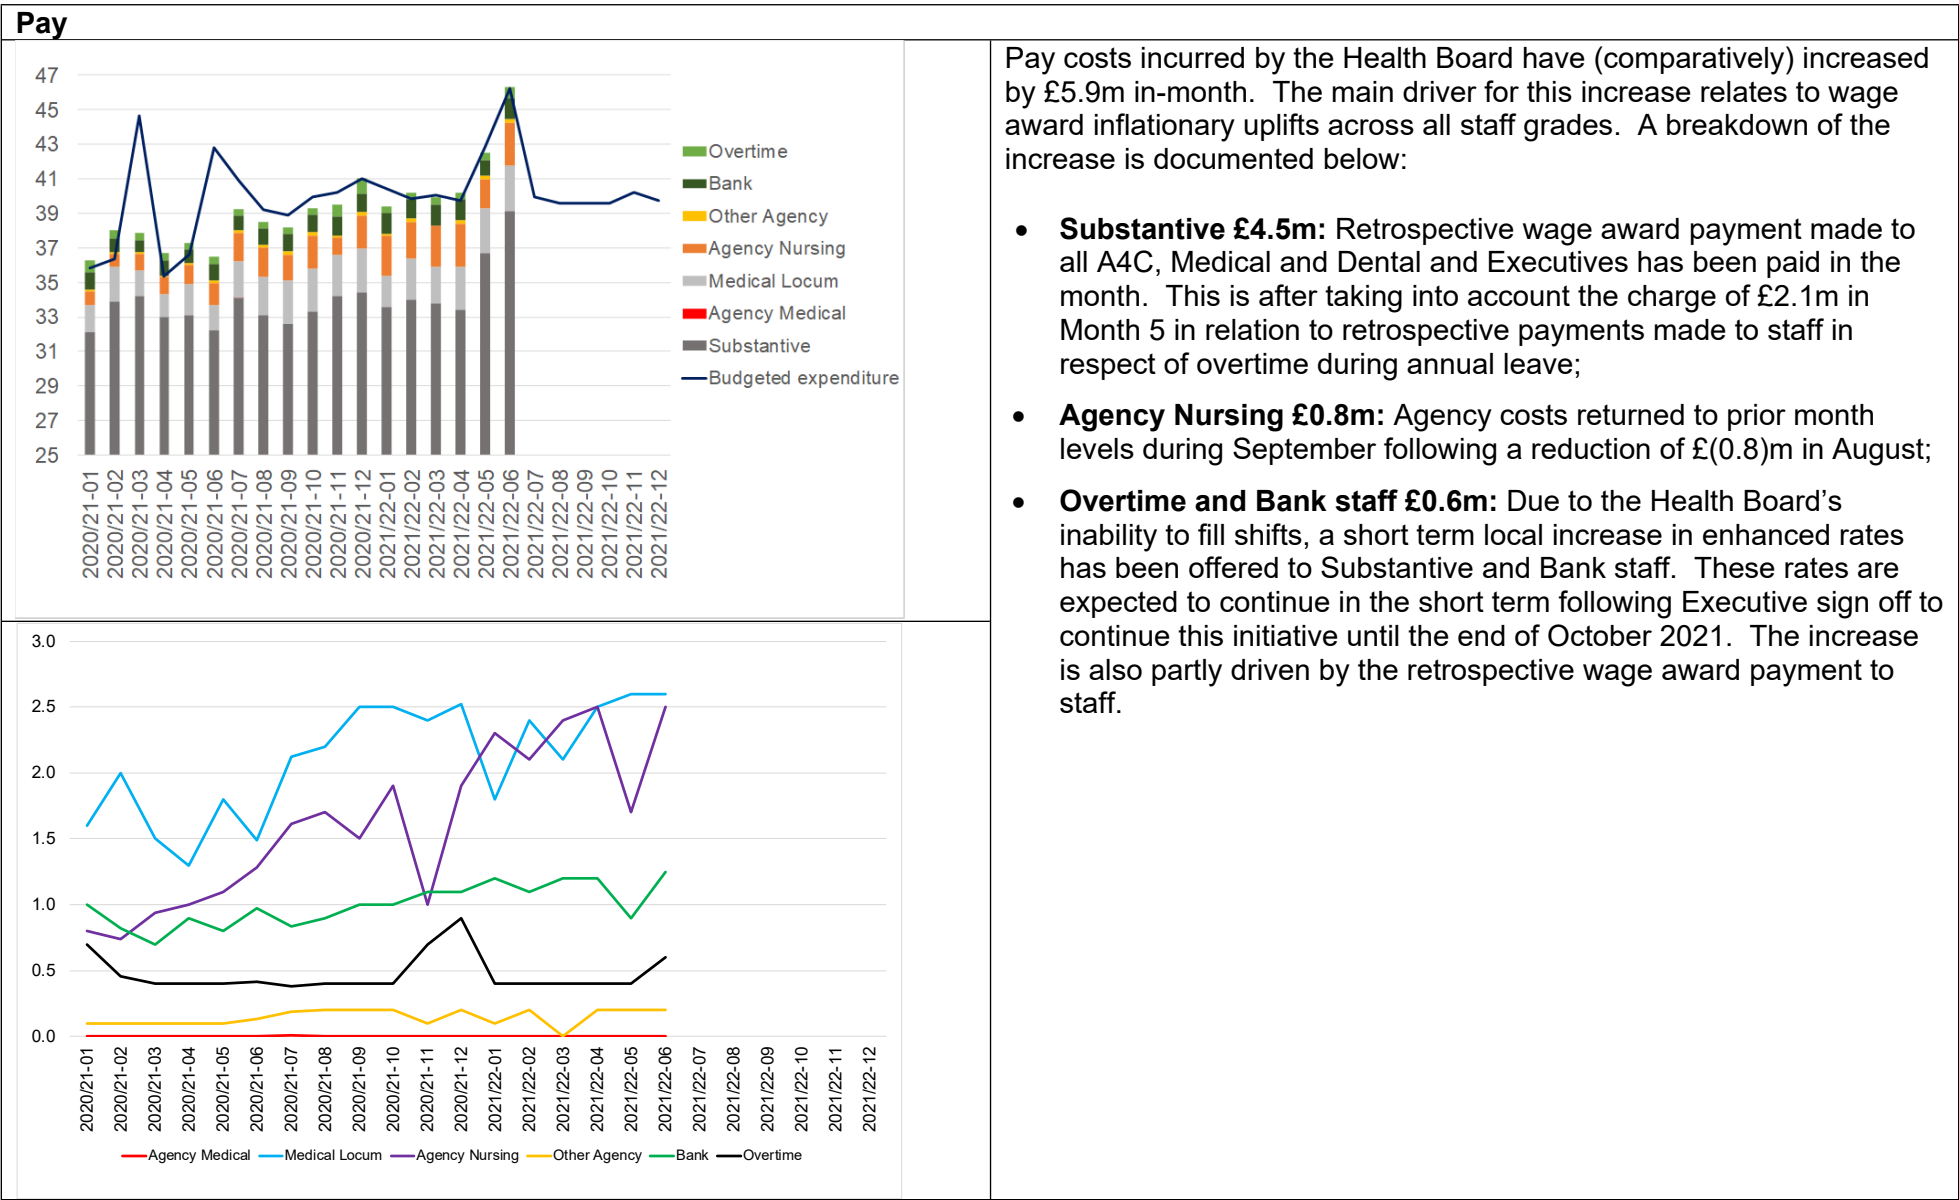 Pay
47
45
43
41
39
37
35
33
31
29
27
25
2020/21-01
2020/21-02
2020/21-03
2020/21-04
2020/21-05
2020/21-06
2020/21-07
2020/21-08
2020/21-09
2020/21-10
2020/21-11
2020/21-12
2021/22-01
2021/22-02
2021/22-03
2021/22-04
2021/22-05
2021/22-06
2021/22-07
2021/22-08
2021/22-09
2021/22-10
2021/22-11
2021/22-12
Overtime
Bank
Other Agency
Agency Nursing
Medical Locum
Agency Medical
Substantive
Budgeted expenditure
3.0
2.5
2.0
1.5
1.0
0.5
0.0
2020/21-01
2020/21-02
2020/21-03
2020/21-04
2020/21-05
2020/21-06
2020/21-07
2020/21-08
2020/21-09
2020/21-10
2020/21-11
2020/21-12
2021/22-01
2021/22-02
2021/22-03
2021/22-04
2021/22-05
2021/22-06
2021/22-07
2021/22-08
2021/22-09
2021/22-10
2021/22-11
2021/22-12
Agency Medical Medical Locum Agency Nursing Other Agency Bank Overtime
Pay costs incurred by the Health Board have (comparatively) increased
by £5.9m in-month. The main driver for this increase relates to wage
award inflationary uplifts across all staff grades. A breakdown of the
increase is documented below:
• Substantive £4.5m: Retrospective wage award payment made to
all A4C, Medical and Dental and Executives has been paid in the
month. This is after taking into account the charge of £2.1m in
Month 5 in relation to retrospective payments made to staff in
respect of overtime during annual leave;
• Agency Nursing £0.8m: Agency costs returned to prior month
levels during September following a reduction of £(0.8)m in August;
• Overtime and Bank staff £0.6m: Due to the Health Board’s
inability to fill shifts, a short term local increase in enhanced rates
has been offered to Substantive and Bank staff. These rates are
expected to continue in the short term following Executive sign off to
continue this initiative until the end of October 2021. The increase
is also partly driven by the retrospective wage award payment to
staff.